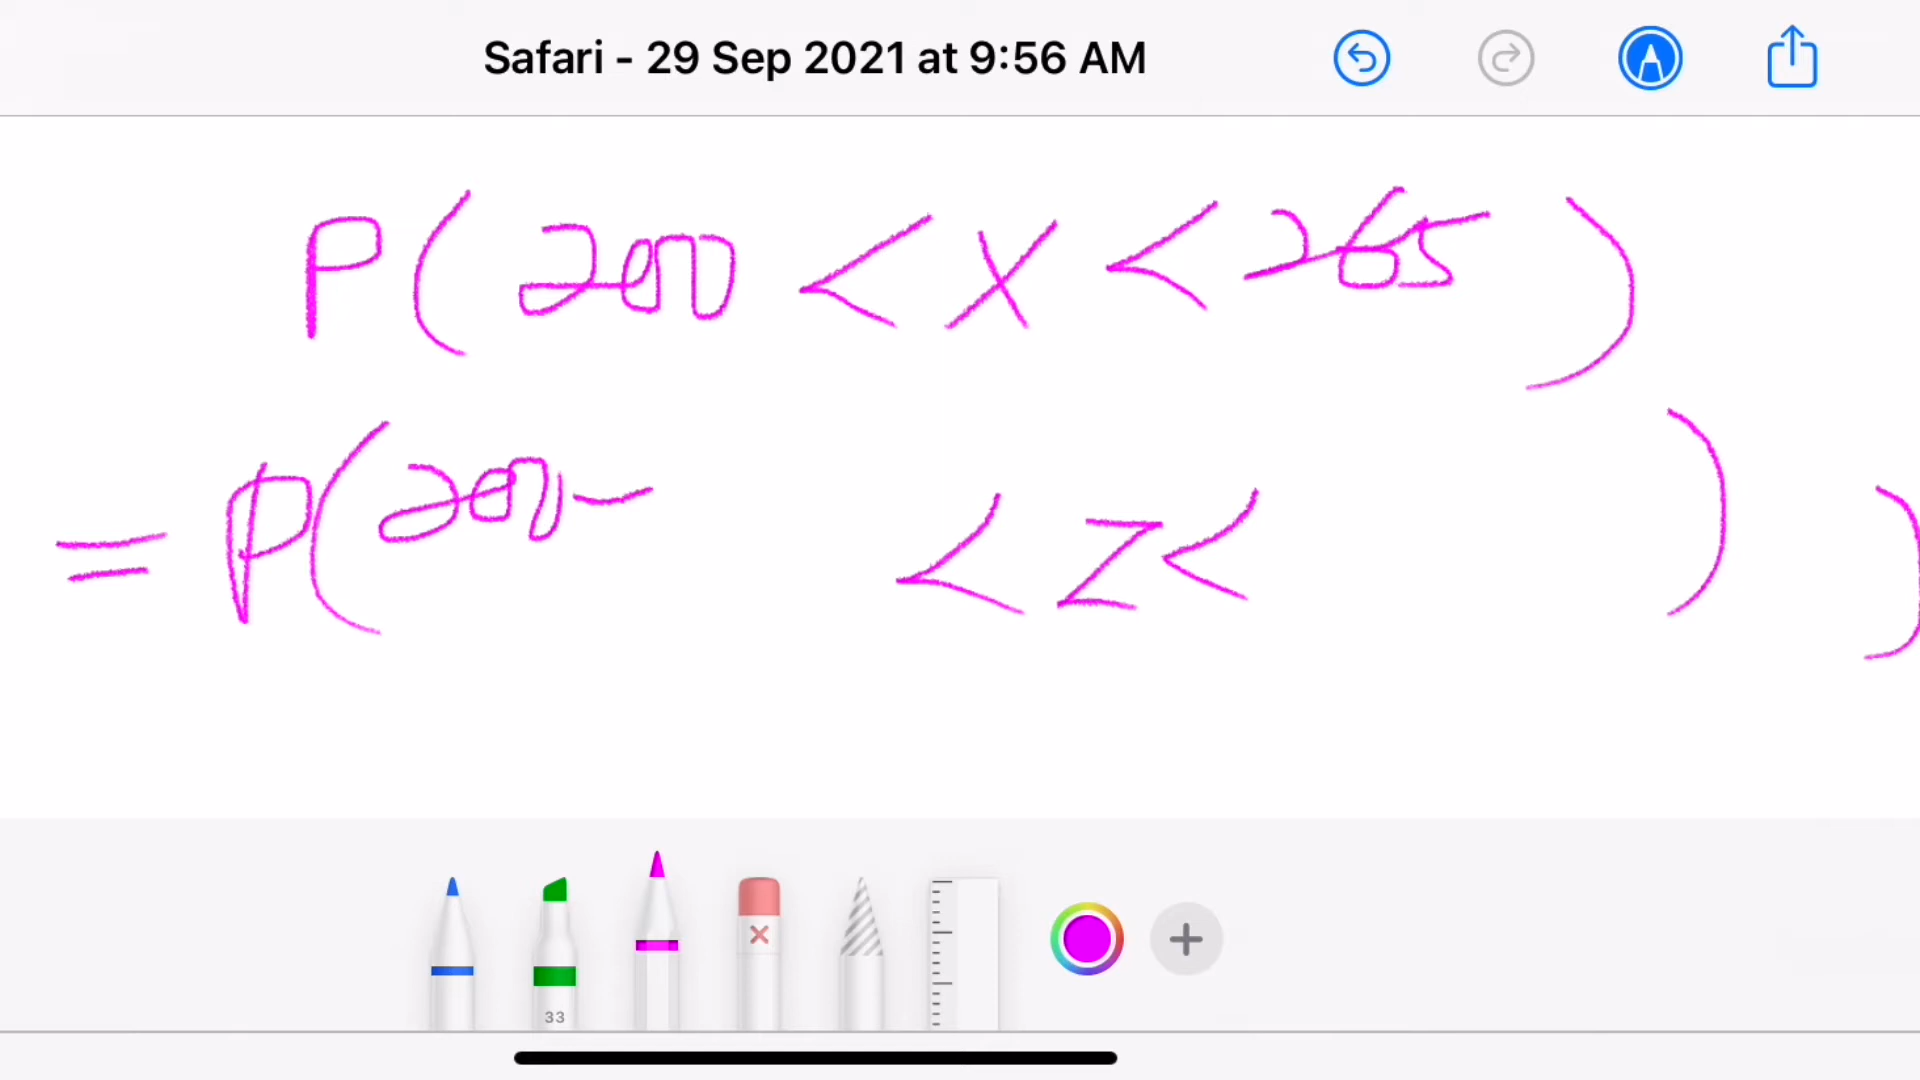 Safari - 29 Sep 2021 at 9:56 AM
P( 200 < X < 265 )
= P( 200 - < Z < ) )
33